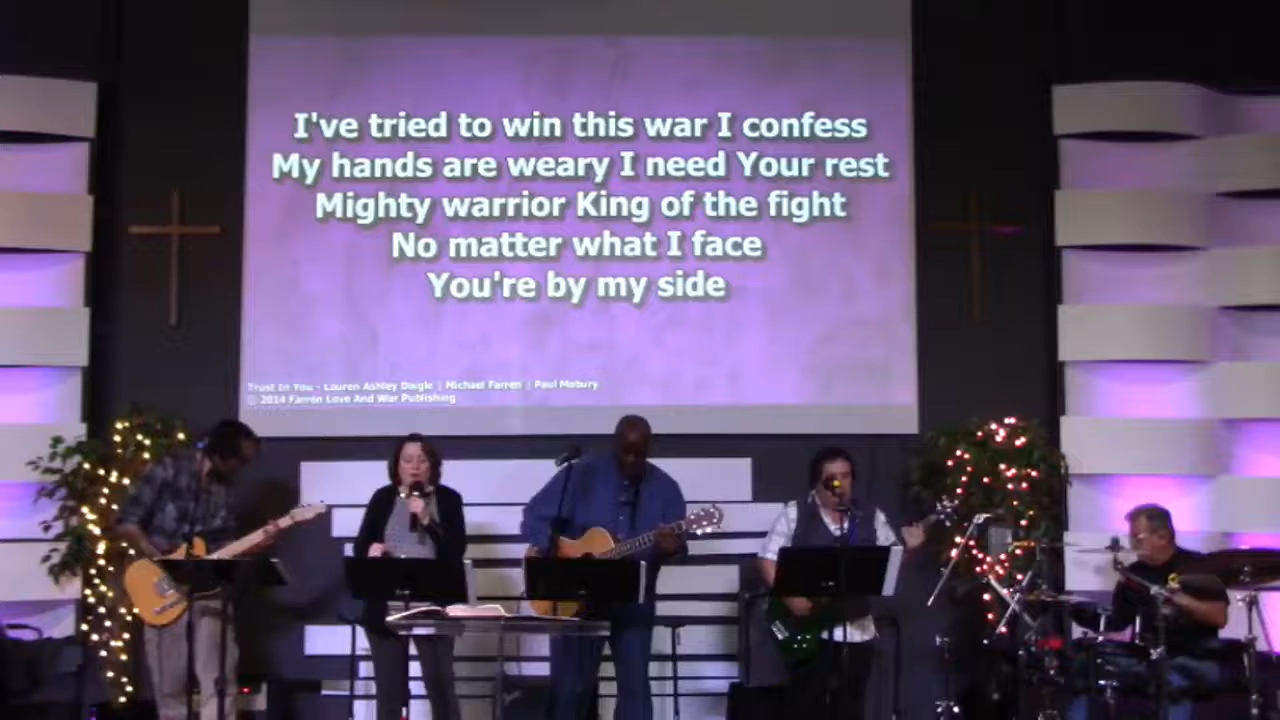 I've tried to win this war I confess
My hands are weary I need Your rest
Mighty warrior King of the fight
No matter what I face
You're by my side
Trust In You - Lauren Ashley Daigle | Michael Farren | Paul Mabury
© 2014 Farren Love And War Publishing